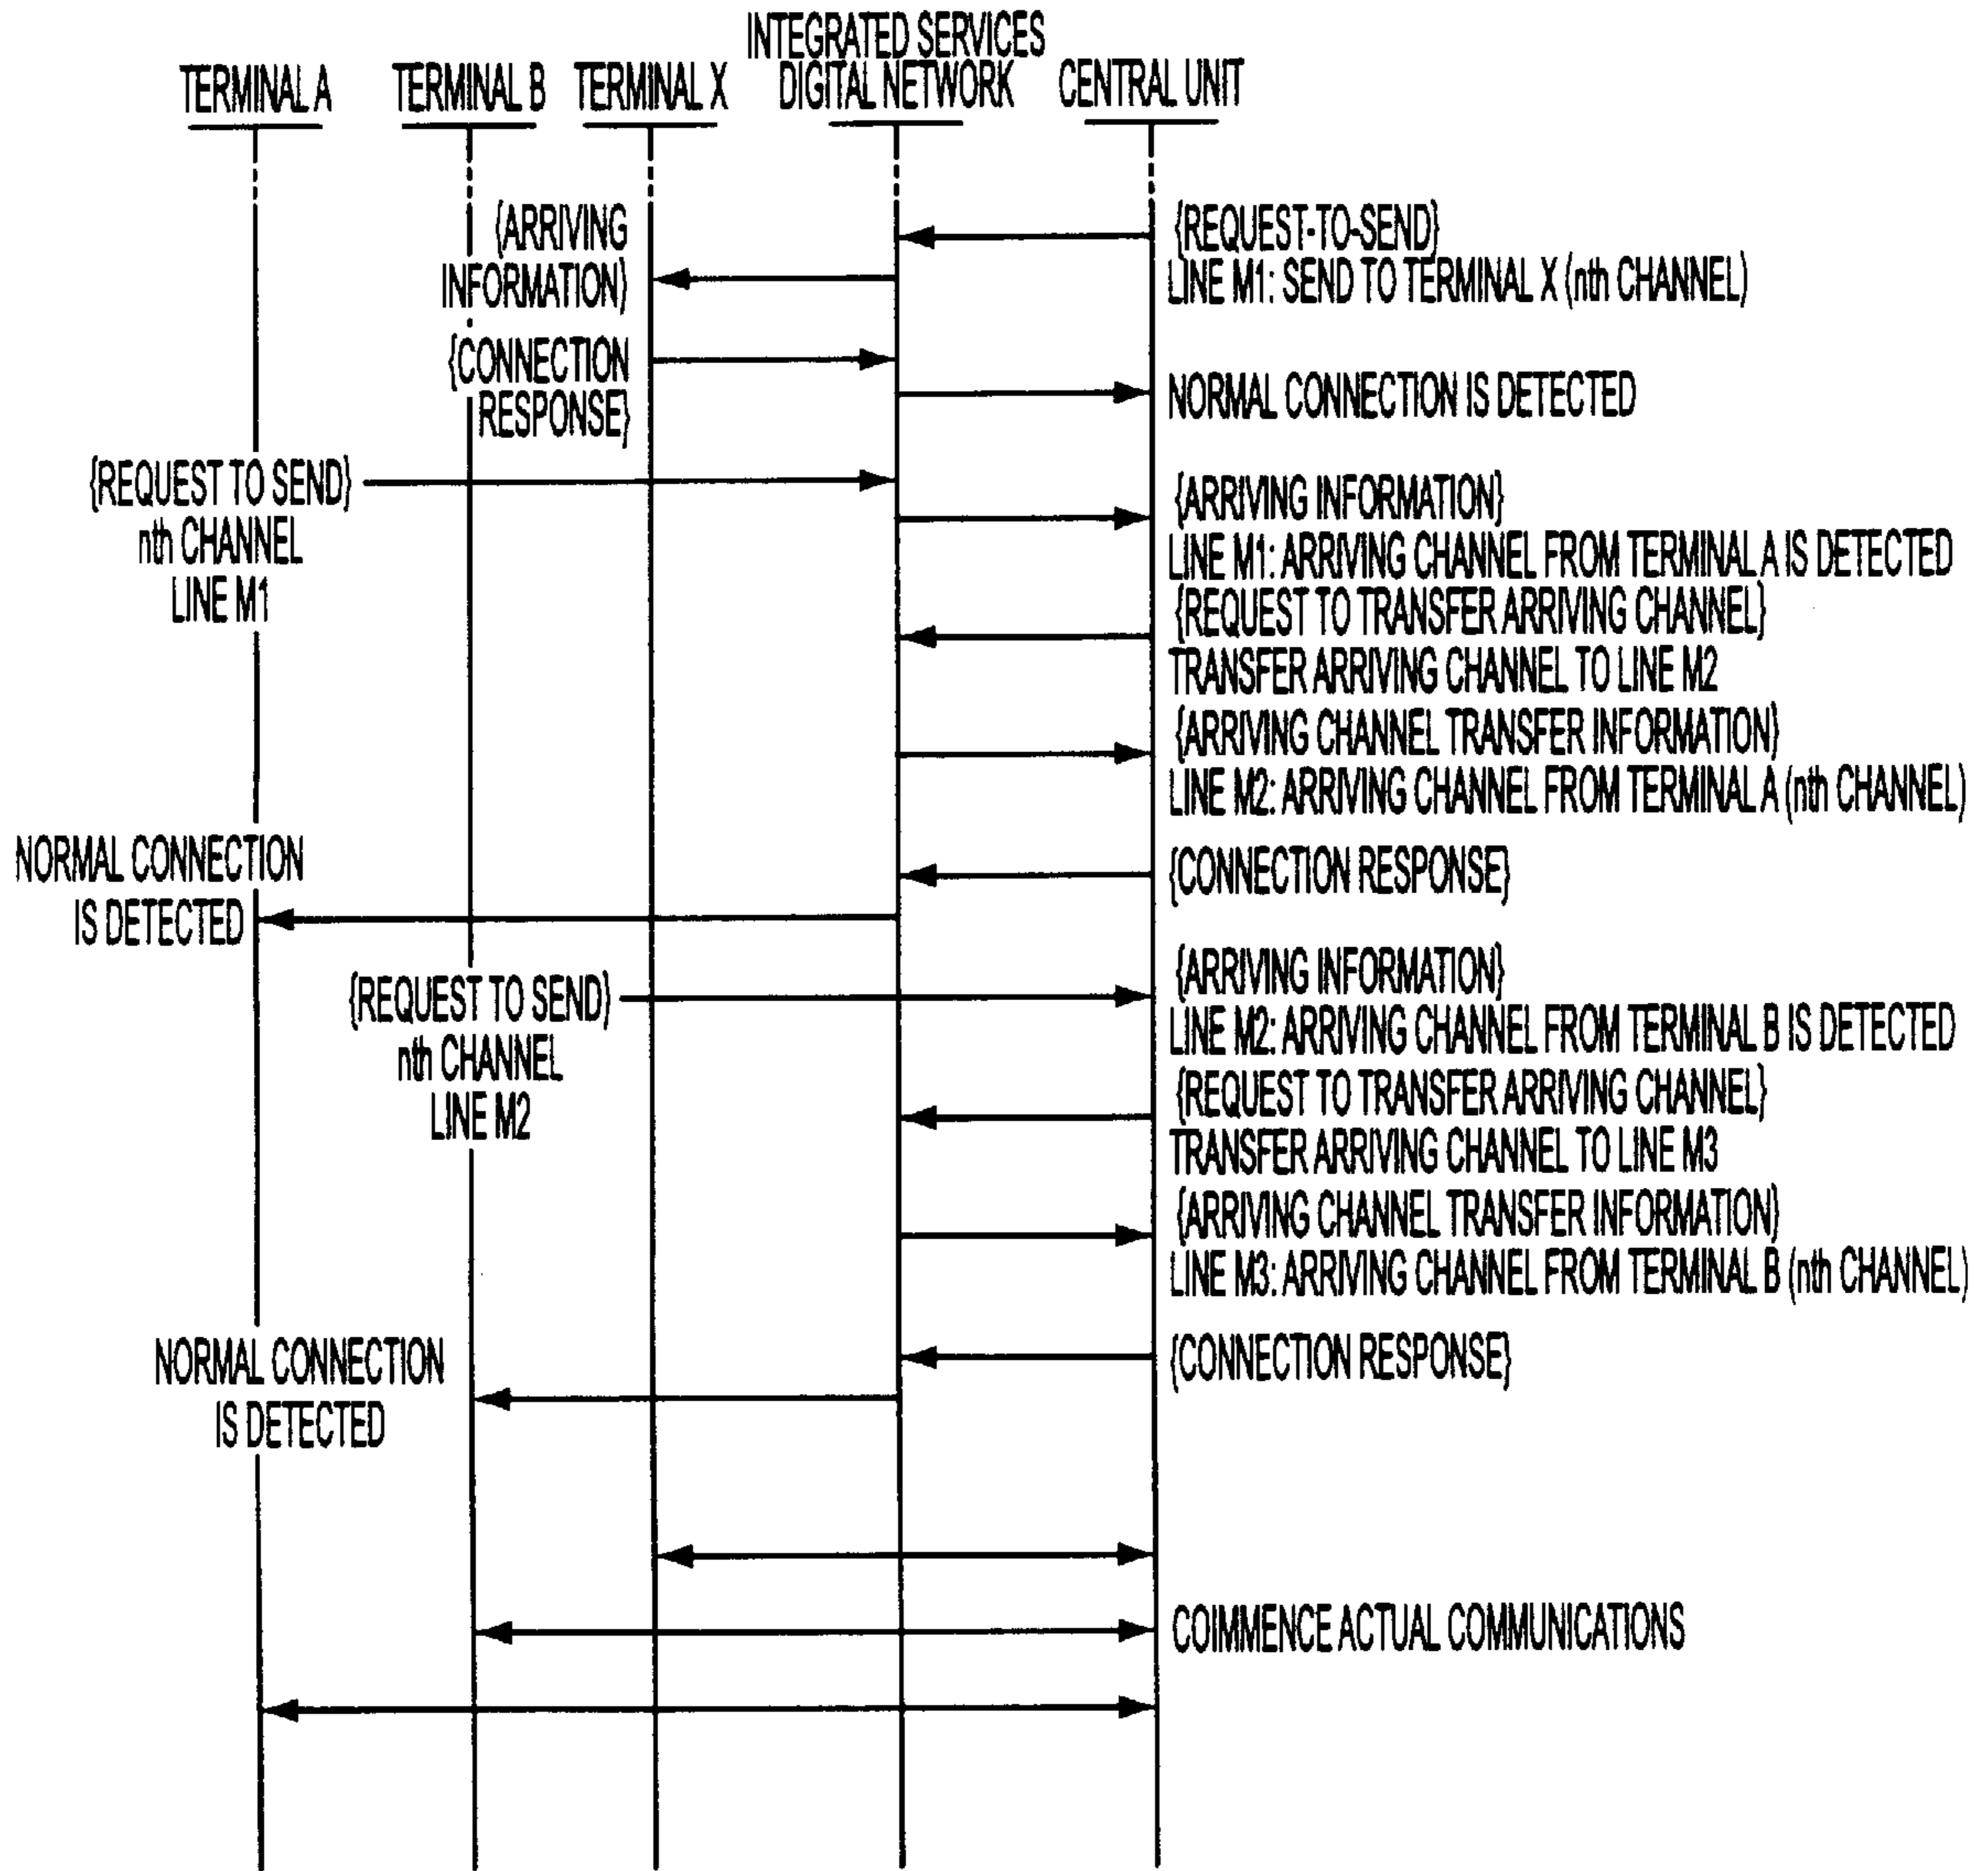 INTEGRATED SERVICES
DIGITAL NETWORK
TERMINAL A
TERMINAL B
TERMINAL X
CENTRAL UNIT
{ARRIVING
INFORMATION}
{REQUEST-TO-SEND}
LINE M1: SEND TO TERMINAL X (nth CHANNEL)
{CONNECTION
RESPONSE}
NORMAL CONNECTION IS DETECTED
{REQUEST TO SEND}
nth CHANNEL
LINE M1
{ARRIVING INFORMATION}
LINE M1: ARRIVING CHANNEL FROM TERMINAL A IS DETECTED
{REQUEST TO TRANSFER ARRIVING CHANNEL}
TRANSFER ARRIVING CHANNEL TO LINE M2
{ARRIVING CHANNEL TRANSFER INFORMATION}
LINE M2: ARRIVING CHANNEL FROM TERMINAL A (nth CHANNEL)
NORMAL CONNECTION
IS DETECTED
{CONNECTION RESPONSE}
{REQUEST TO SEND}
nth CHANNEL
LINE M2
{ARRIVING INFORMATION}
LINE M2: ARRIVING CHANNEL FROM TERMINAL B IS DETECTED
{REQUEST TO TRANSFER ARRIVING CHANNEL}
TRANSFER ARRIVING CHANNEL TO LINE M3
{ARRIVING CHANNEL TRANSFER INFORMATION}
LINE M3: ARRIVING CHANNEL FROM TERMINAL B (nth CHANNEL)
NORMAL CONNECTION
IS DETECTED
{CONNECTION RESPONSE}
COIMMENCE ACTUAL COMMUNICATIONS